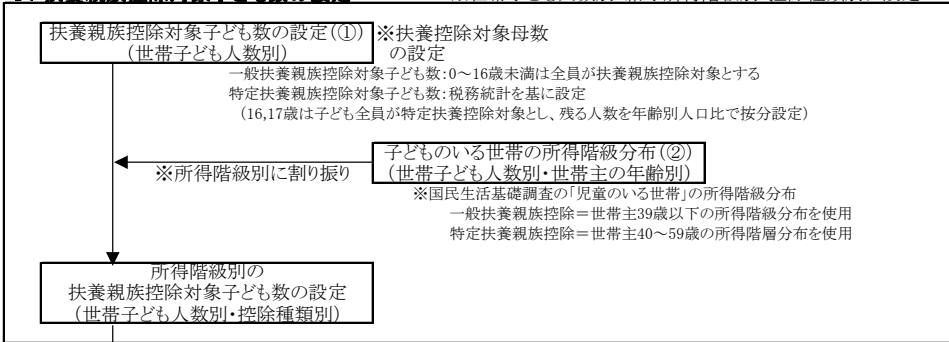 扶養親族控除対象子ども数の設定(①)
(世帯子ども人数別)
※扶養控除対象母数
の設定
一般扶養親族控除対象子ども数:0～16歳未満は全員が扶養親族控除対象とする
特定扶養親族控除対象子ども数:税務統計を基に設定
(16,17歳は子ども全員が特定扶養控除対象とし、残る人数を年齢別人口比で按分設定)
子どものいる世帯の所得階級分布(②)
(世帯子ども人数別・世帯主の年齢別)
※所得階級別に割り振り
※国民生活基礎調査の「児童のいる世帯」の所得階級分布
一般扶養親族控除＝世帯主39歳以下の所得階級分布を使用
特定扶養親族控除＝世帯主40～59歳の所得階層分布を使用
所得階級別の
扶養親族控除対象子ども数の設定
(世帯子ども人数別・控除種類別)